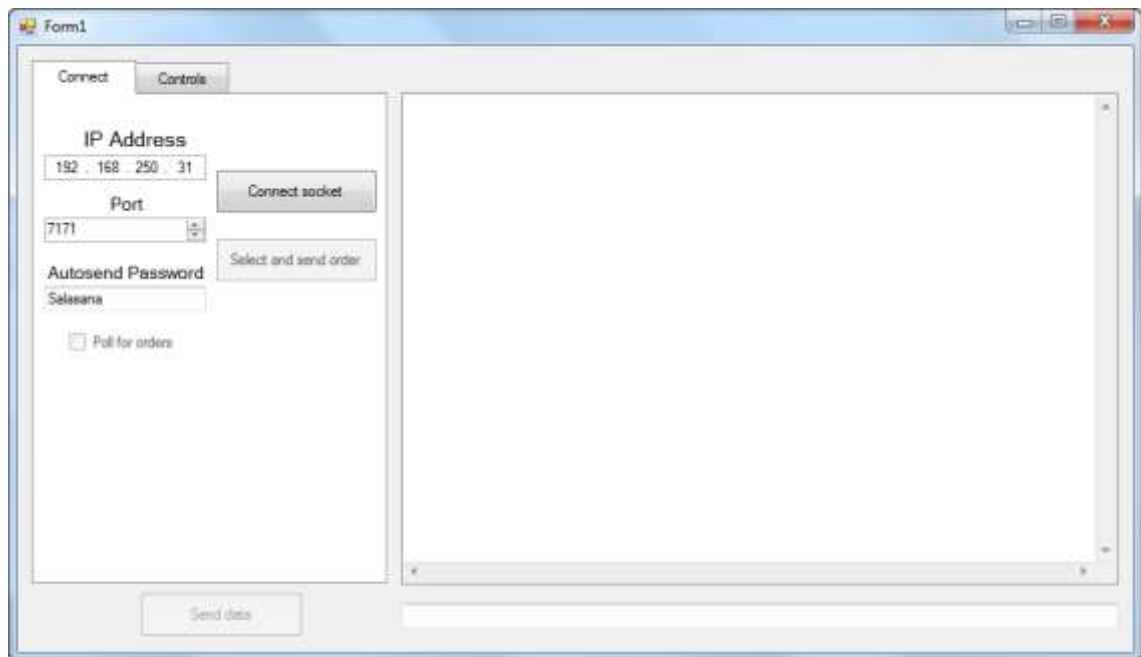 Form1
Connect
Controls
IP Address
192 . 168 . 250 . 31
Connect socket
Port
7171
Select and send order
Autosend Password
Salasana
Poll for orders
Send data